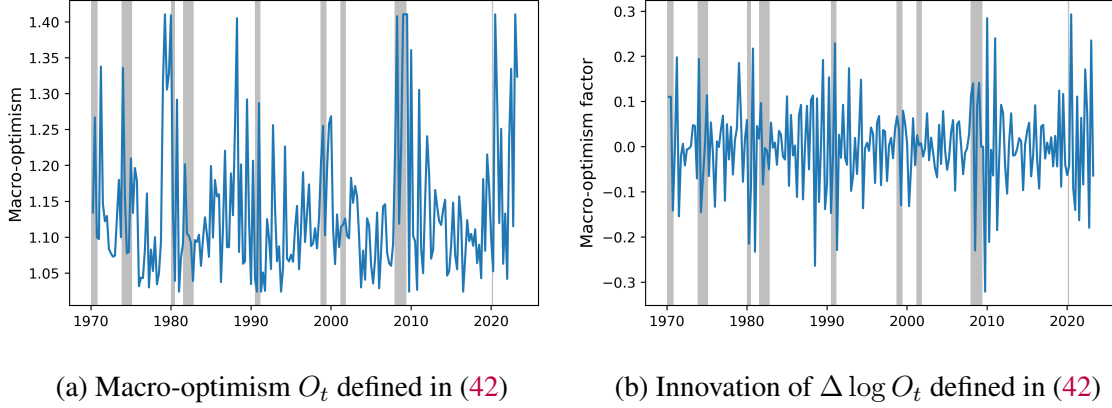 Macro-optimism
1.40
1.35
1.30
1.25
1.20
1.15
1.10
1.05
1970 1980 1990 2000 2010 2020
(a) Macro-optimism O_t defined in (42)
Macro-optimism factor
0.3
0.2
0.1
0.0
−0.1
−0.2
−0.3
1970 1980 1990 2000 2010 2020
(b) Innovation of Δ log O_t defined in (42)